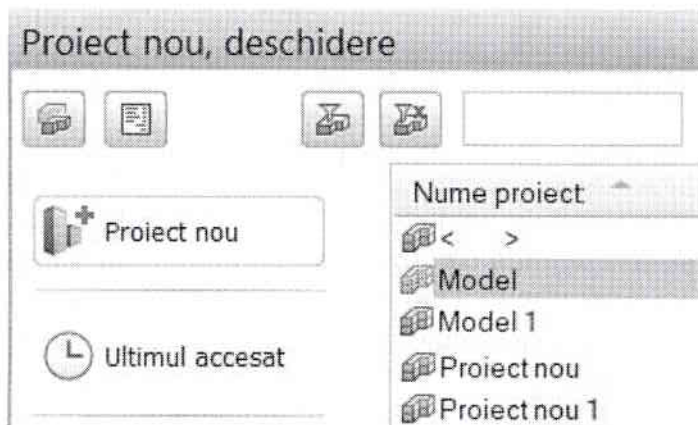 Proiect nou, deschidere
Proiect nou
Ultimul accesat
Nume proiect
< >
Model
Model 1
Proiect nou
Proiect nou 1